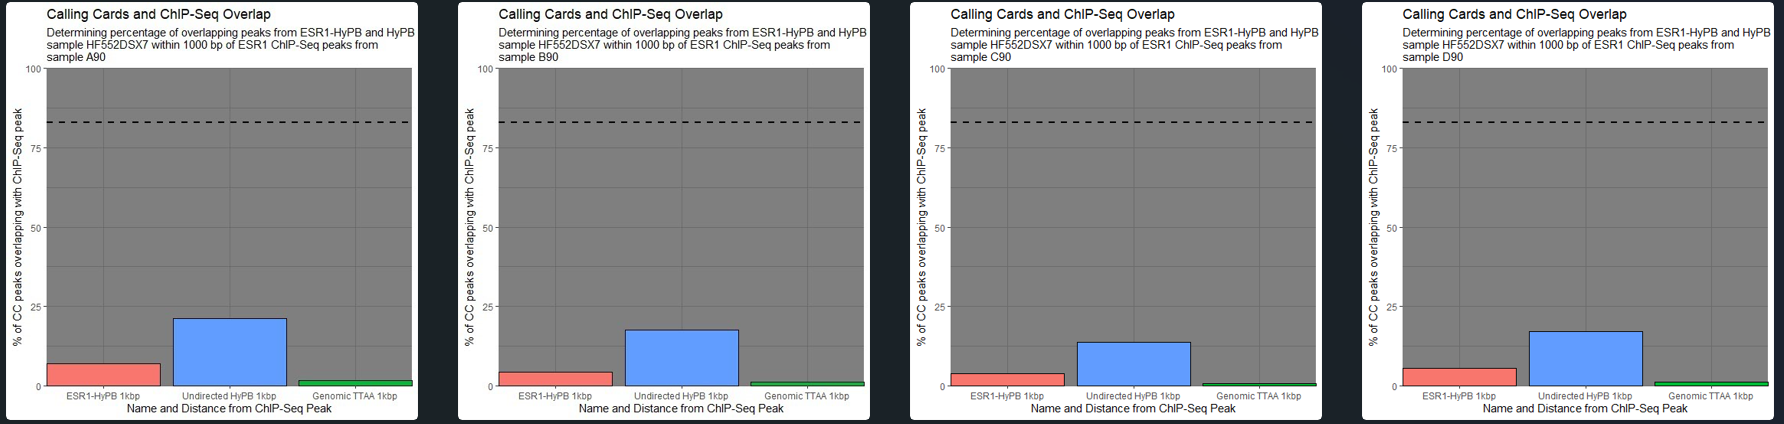 Calling Cards and ChIP-Seq Overlap
Determining percentage of overlapping peaks from ESR1-HyPB and HyPB
sample HF552DSX7 within 1000 bp of ESR1 ChIP-Seq peaks from
sample A90
% of CC peaks overlapping with ChIP-Seq peak
100
75
50
25
0
ESR1-HyPB 1kbp
Undirected HyPB 1kbp
Genomic TTAA 1kbp
Name and Distance from ChIP-Seq Peak
Calling Cards and ChIP-Seq Overlap
Determining percentage of overlapping peaks from ESR1-HyPB and HyPB
sample HF552DSX7 within 1000 bp of ESR1 ChIP-Seq peaks from
sample B90
% of CC peaks overlapping with ChIP-Seq peak
100
75
50
25
0
ESR1-HyPB 1kbp
Undirected HyPB 1kbp
Genomic TTAA 1kbp
Name and Distance from ChIP-Seq Peak
Calling Cards and ChIP-Seq Overlap
Determining percentage of overlapping peaks from ESR1-HyPB and HyPB
sample HF552DSX7 within 1000 bp of ESR1 ChIP-Seq peaks from
sample C90
% of CC peaks overlapping with ChIP-Seq peak
100
75
50
25
0
ESR1-HyPB 1kbp
Undirected HyPB 1kbp
Genomic TTAA 1kbp
Name and Distance from ChIP-Seq Peak
Calling Cards and ChIP-Seq Overlap
Determining percentage of overlapping peaks from ESR1-HyPB and HyPB
sample HF552DSX7 within 1000 bp of ESR1 ChIP-Seq peaks from
sample D90
% of CC peaks overlapping with ChIP-Seq peak
100
75
50
25
0
ESR1-HyPB 1kbp
Undirected HyPB 1kbp
Genomic TTAA 1kbp
Name and Distance from ChIP-Seq Peak